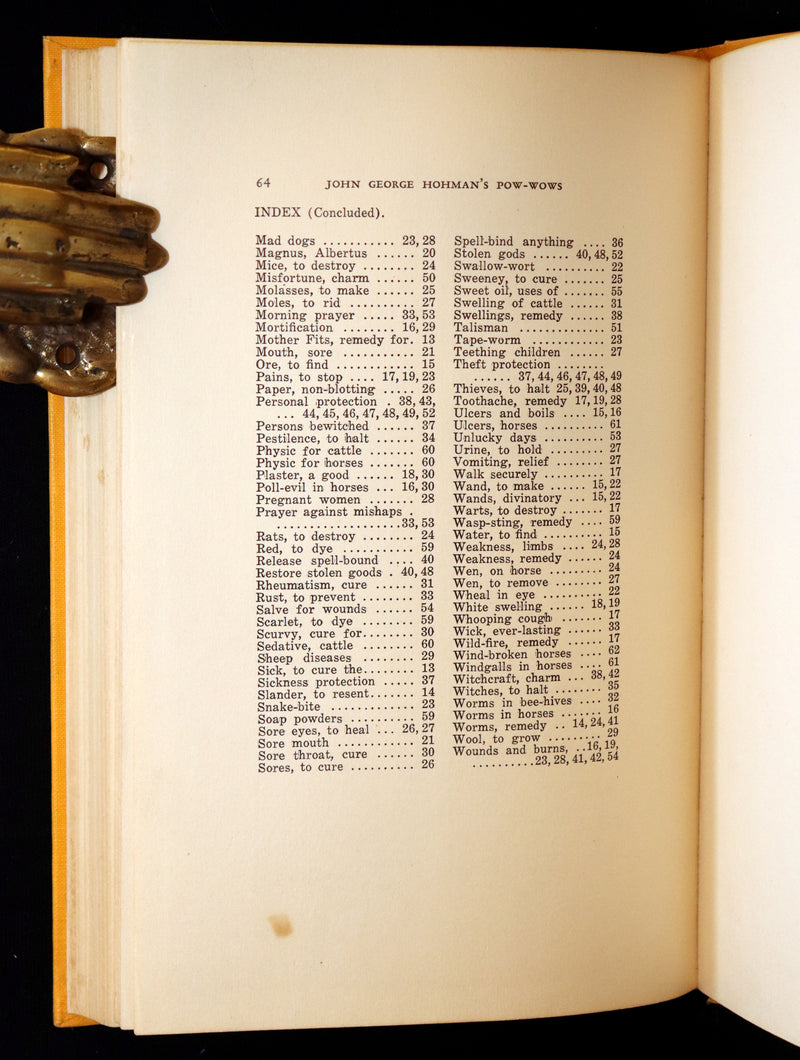 64 JOHN GEORGE HOHMAN'S POW-WOWS
INDEX (Concluded).
Mad dogs ........... 23, 28
Magnus, Albertus ...... 20
Mice, to destroy ........ 24
Misfortune, charm ...... 50
Molasses, to make ...... 25
Moles, to rid .......... 27
Morning prayer ..... 33, 53
Mortification ........ 16, 29
Mother Fits, remedy for. 13
Mouth, sore ........... 21
Ore, to find ............ 15
Pains, to stop .... 17, 19, 23
Paper, non-blotting ..... 26
Personal protection . 38, 43,
... 44, 45, 46, 47, 48, 49, 52
Persons bewitched ...... 37
Pestilence, to halt ...... 34
Physic for cattle ....... 60
Physic for horses ....... 60
Plaster, a good ...... 18, 30
Poll-evil in horses ... 16, 30
Pregnant women ....... 28
Prayer against mishaps .
..................33, 53
Rats, to destroy ........ 24
Red, to dye ........... 59
Release spell-bound .... 40
Restore stolen goods . 40, 48
Rheumatism, cure ...... 31
Rust, to prevent ........ 33
Salve for wounds ...... 54
Scarlet, to dye ........ 59
Scurvy, cure for........ 30
Sedative, cattle ........ 60
Sheep diseases ........ 29
Sick, to cure the........ 13
Sickness protection ..... 37
Slander, to resent....... 14
Snake-bite ............. 23
Soap powders .......... 59
Sore eyes, to heal ... 26, 27
Sore mouth ............ 21
Sore throat, cure ...... 30
Sores, to cure .......... 26
Spell-bind anything .... 36
Stolen gods ...... 40, 48, 52
Swallow-wort .......... 22
Sweeney, to cure ....... 25
Sweet oil, uses of ....... 55
Swelling of cattle ...... 31
Swellings, remedy ...... 38
Talisman .............. 51
Tape-worm ............ 23
Teething children ...... 27
Theft protection ........
...... 37, 44, 46, 47, 48, 49
Thieves, to halt 25, 39, 40, 48
Toothache, remedy 17, 19, 28
Ulcers and boils .... 15, 16
Ulcers, horses .......... 61
Unlucky days .......... 53
Urine, to hold ......... 27
Vomiting, relief ........ 27
Walk securely .......... 17
Wand, to make ...... 15, 22
Wands, divinatory ... 15, 22
Warts, to destroy ....... 17
Wasp-sting, remedy .... 59
Water, to find .......... 15
Weakness, limbs .... 24, 28
Weakness, remedy ...... 24
Wen, on horse ......... 24
Wen, to remove ........ 27
Wheal in eye .......... 22
White swelling ...... 18, 19
Whooping cough ....... 17
Wick, ever-lasting ...... 33
Wild-fire, remedy ...... 17
Wind-broken horses .... 62
Windgalls in horses .... 61
Witchcraft, charm ... 38, 42
Witches, to halt ........ 35
Worms in bee-hives .... 32
Worms in horses ....... 16
Worms, remedy .. 14, 24, 41
Wool, to grow ......... 29
Wounds and burns, ..16, 19,
..........23, 28, 41, 42, 54